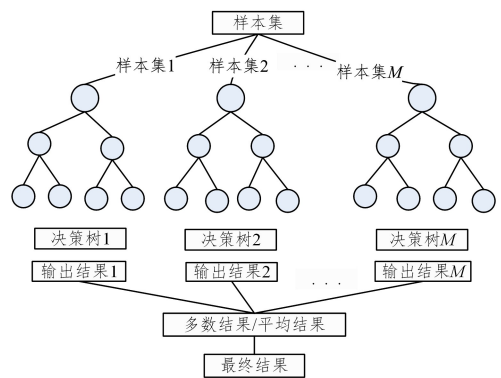 样本集
样本集1 样本集2 ... 样本集M
决策树1 决策树2 决策树M
输出结果1 输出结果2 ... 输出结果M
多数结果/平均结果
最终结果